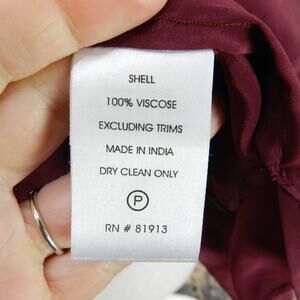 SHELL
100% VISCOSE
EXCLUDING TRIMS
MADE IN INDIA
DRY CLEAN ONLY
P
RN # 81913